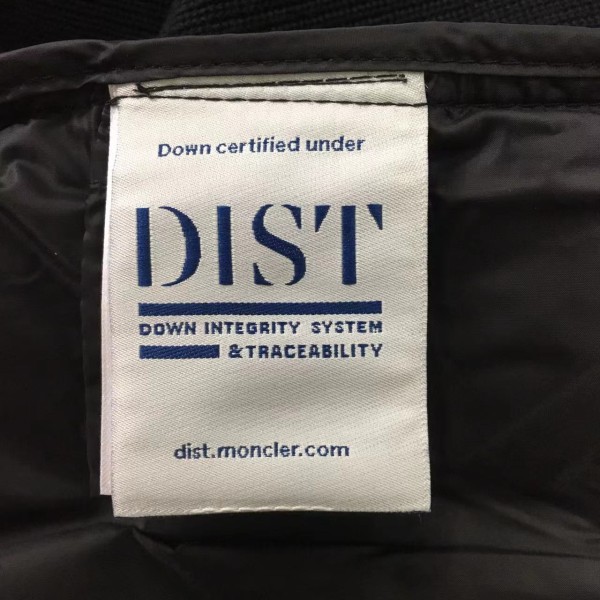 Down certified under
DIST
DOWN INTEGRITY SYSTEM
& TRACEABILITY
dist.moncler.com